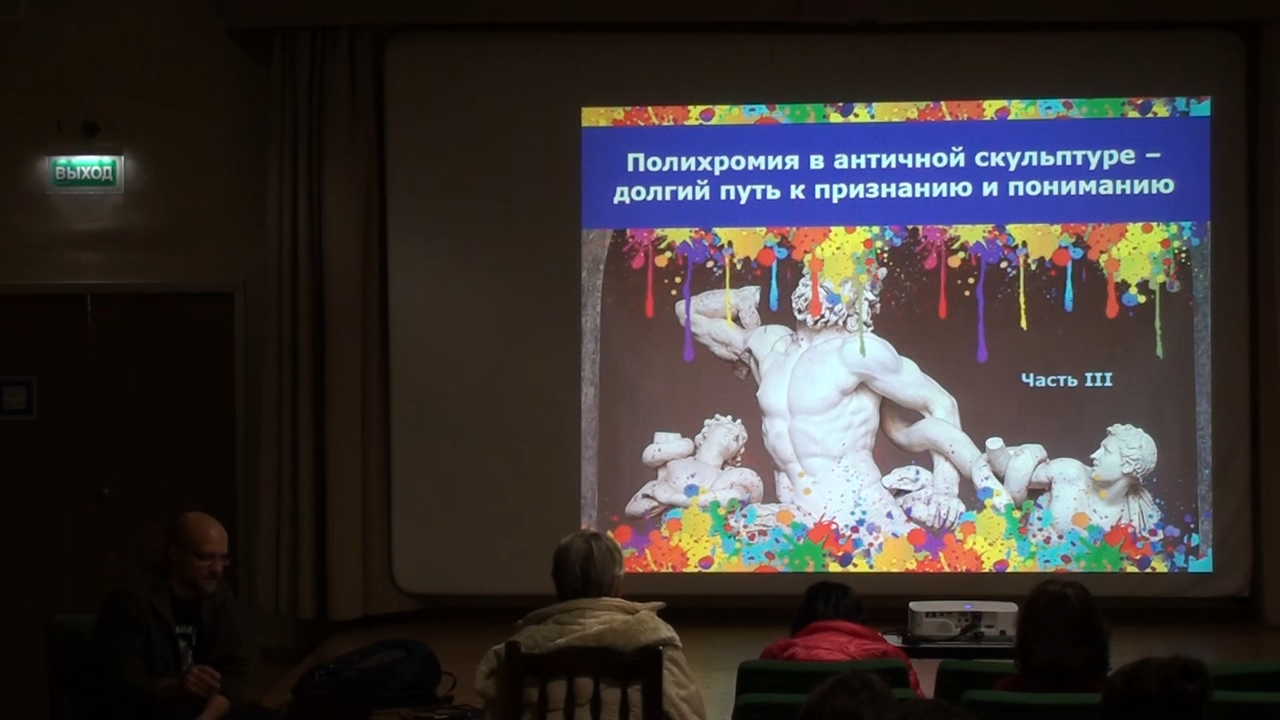 ВЫХОД
Полихромия в античной скульптуре –
долгий путь к признанию и пониманию
Часть III